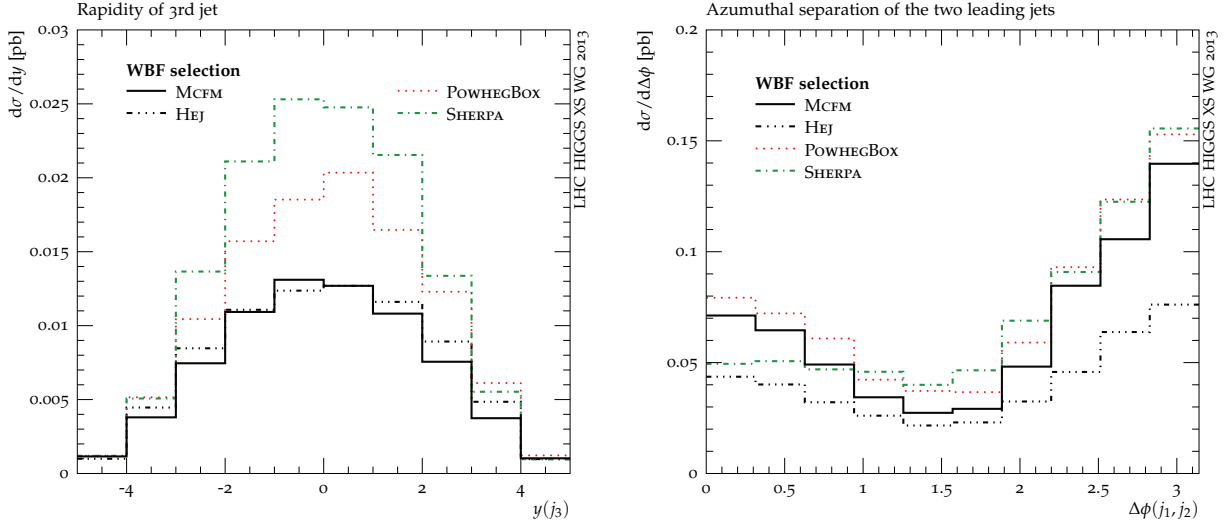 Rapidity of 3rd jet
dσ/dy [pb]
0.03
0.025
0.02
0.015
0.01
0.005
0
WBF selection
MCFM
HEJ
POWHEGBOX
SHERPA
-4
-2
0
2
4
y(j3)
LHC HIGGS XS WG 2013
Azumuthal separation of the two leading jets
dσ/dΔϕ [pb]
0.2
0.15
0.1
0.05
0
WBF selection
MCFM
HEJ
POWHEGBOX
SHERPA
0
0.5
1
1.5
2
2.5
3
Δϕ(j1, j2)
LHC HIGGS XS WG 2013